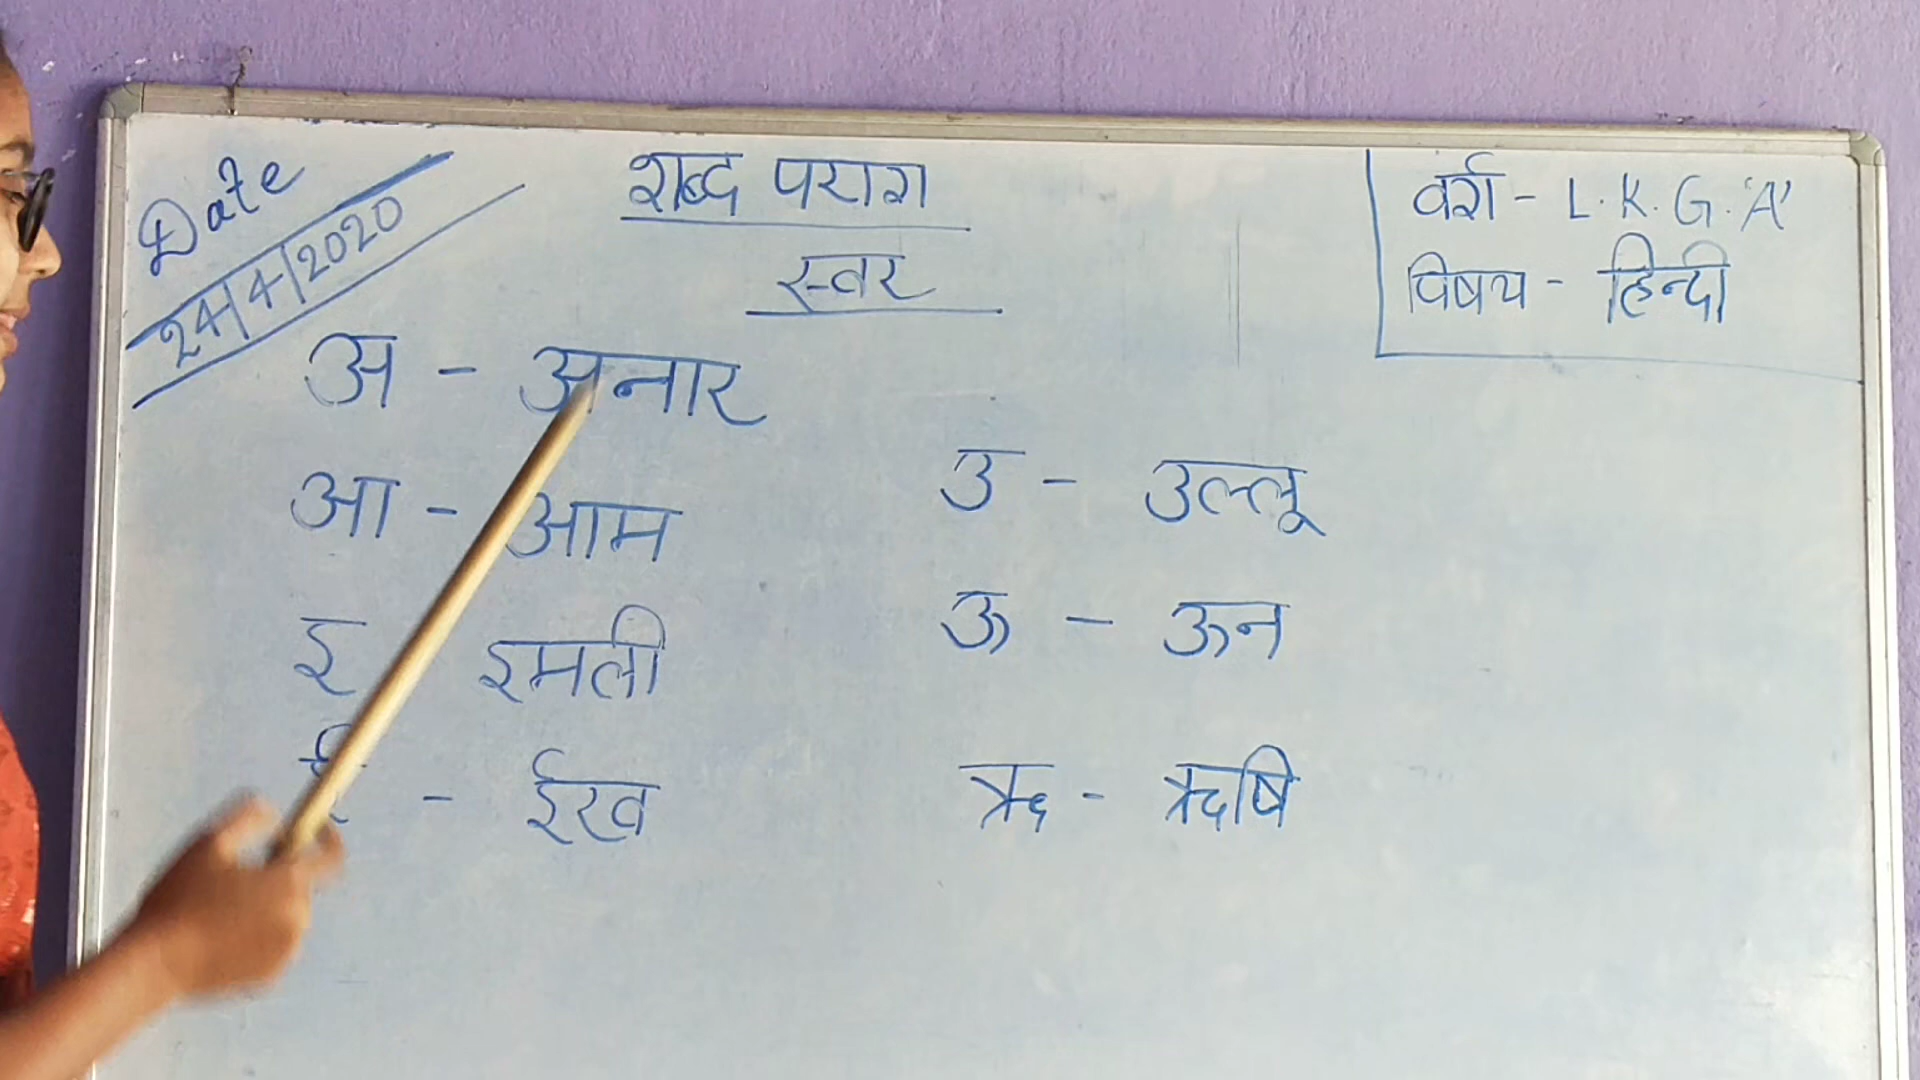 Date
24/4/2020
शब्द पराग
स्वर
वर्ग - L.K.G.'A'
विषय - हिन्दी
अ - अनार
आ - आम
इ इमली
ई - ईख
उ - उल्लू
ऊ - ऊन
ऋ - ऋषि